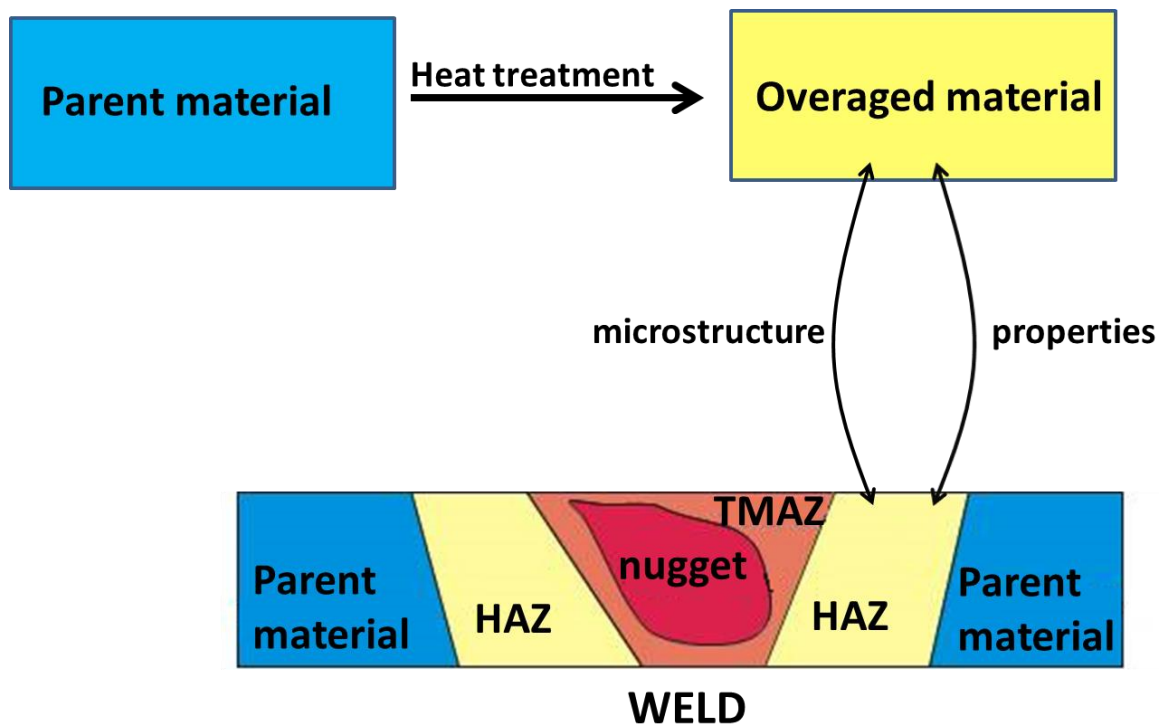 Parent material
Heat treatment
Overaged material
microstructure
properties
TMAZ
nugget
Parent
material
HAZ
HAZ
Parent
material
WELD